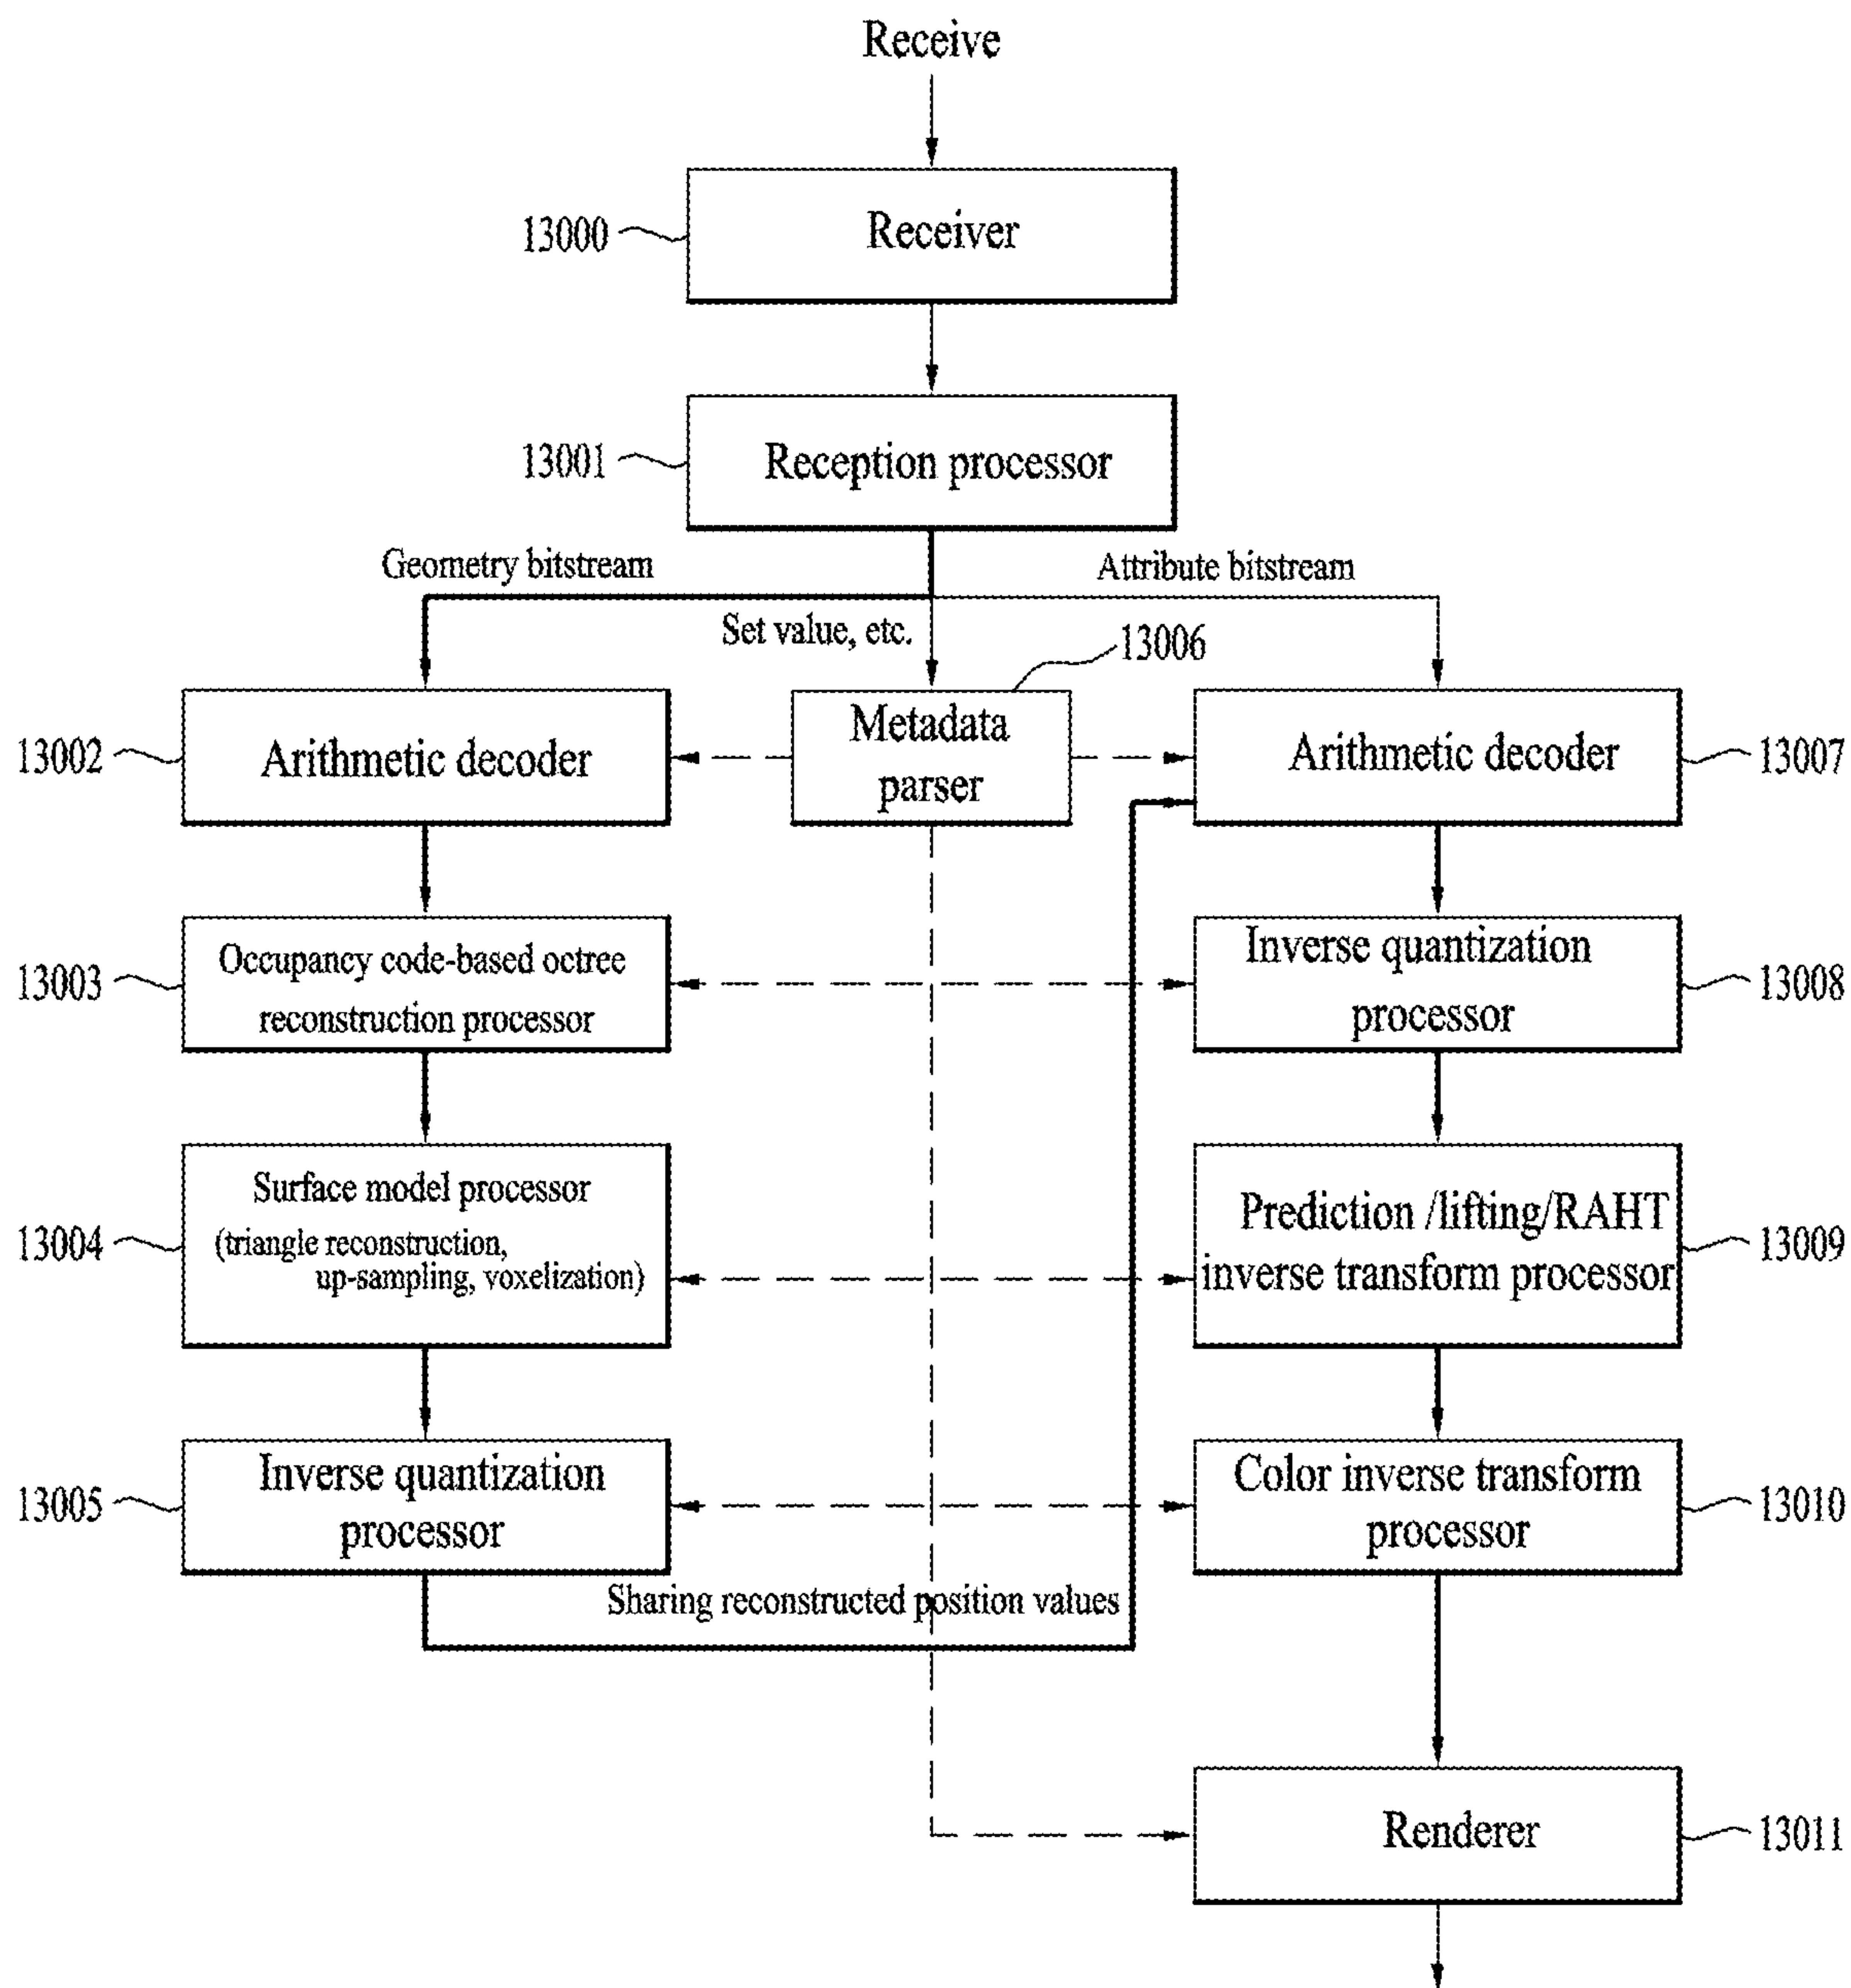 Receive
13000
Receiver
13001
Reception processor
Geometry bitstream
Attribute bitstream
Set value, etc.
13006
13002
Arithmetic decoder
Metadata
parser
Arithmetic decoder
13007
13003
Occupancy code-based octree
reconstruction processor
Inverse quantization
processor
13008
13004
Surface model processor
(triangle reconstruction,
up-sampling, voxelization)
Prediction /lifting/RAHT
inverse transform processor
13009
13005
Inverse quantization
processor
Color inverse transform
processor
13010
Sharing reconstructed position values
Renderer
13011